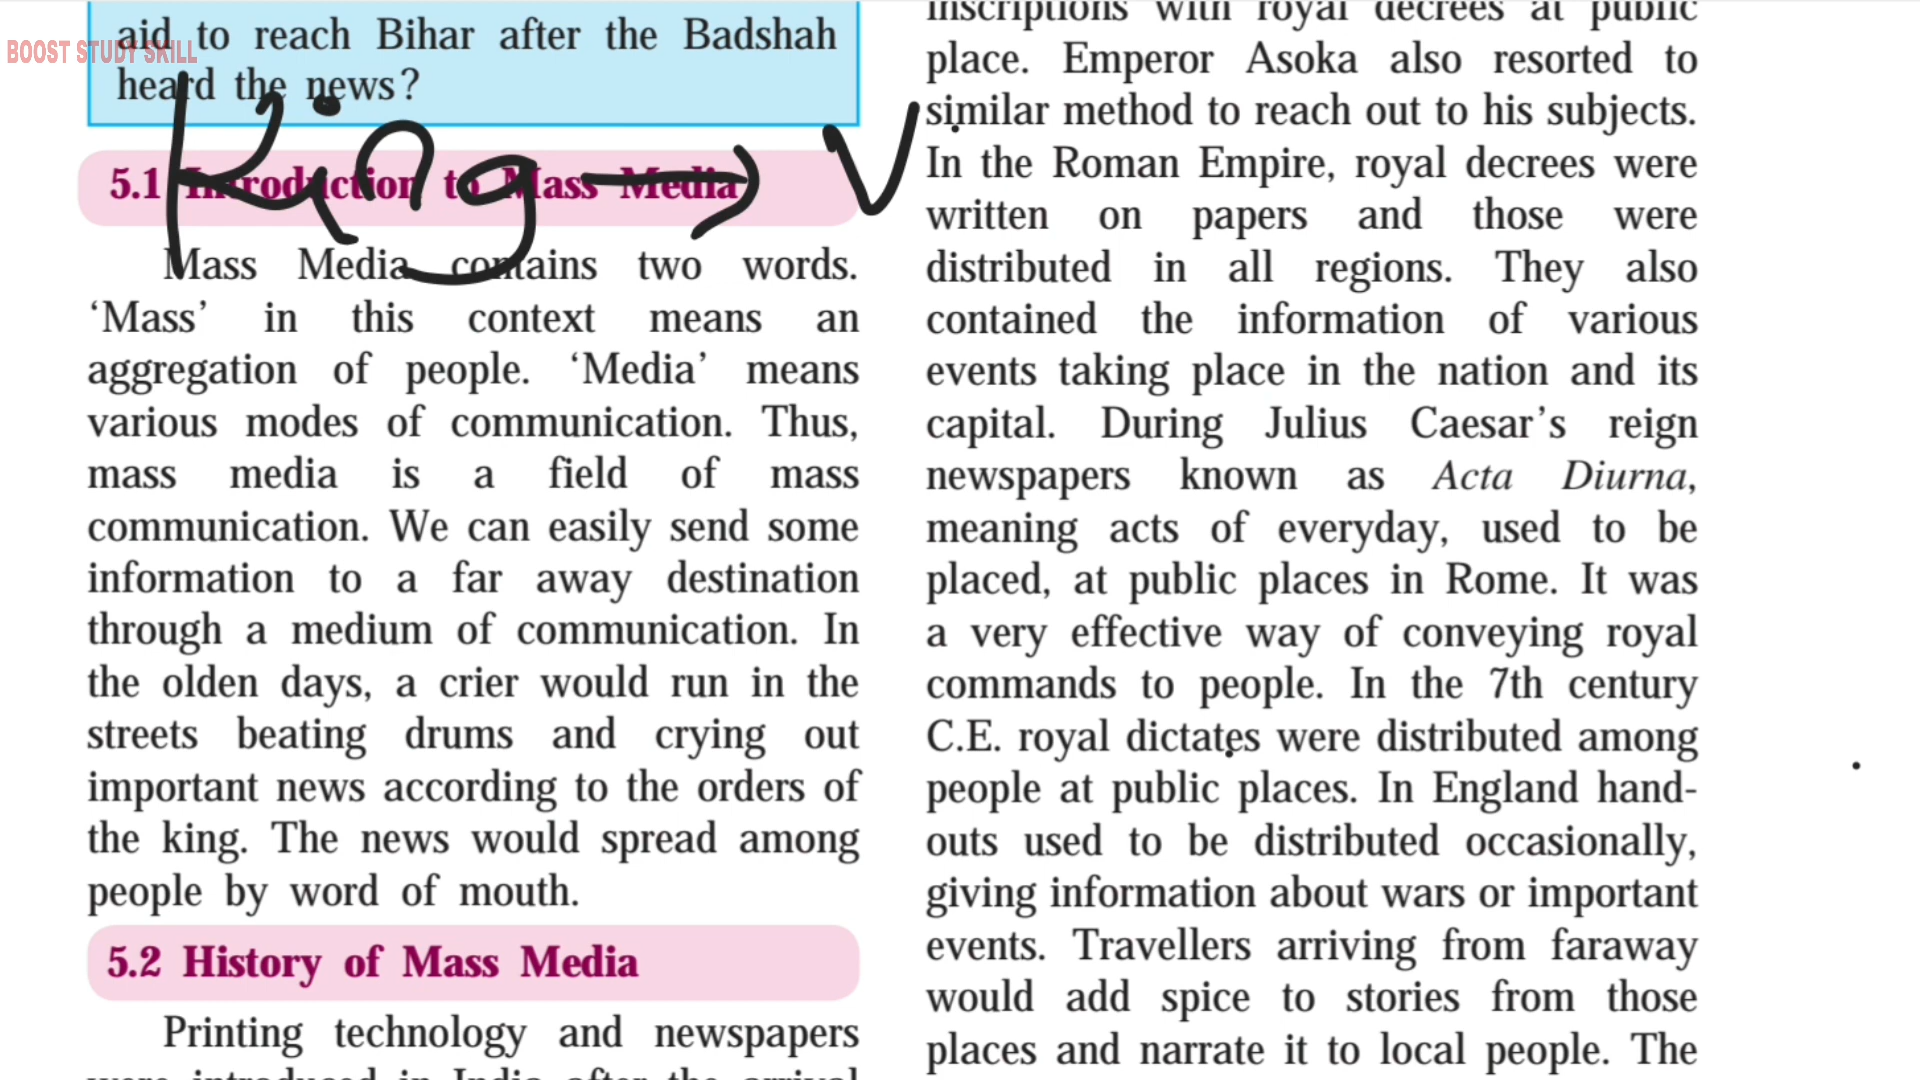 BOOST STUDY SKILL
aid to reach Bihar after the Badshah
heard the news?
King → V
5.1 Introduction to Mass Media
Mass Media contains two words.
‘Mass’ in this context means an
aggregation of people. ‘Media’ means
various modes of communication. Thus,
mass media is a field of mass
communication. We can easily send some
information to a far away destination
through a medium of communication. In
the olden days, a crier would run in the
streets beating drums and crying out
important news according to the orders of
the king. The news would spread among
people by word of mouth.
5.2 History of Mass Media
Printing technology and newspapers
were introduced in India after the arrival
inscriptions with royal decrees at public
place. Emperor Asoka also resorted to
similar method to reach out to his subjects.
In the Roman Empire, royal decrees were
written on papers and those were
distributed in all regions. They also
contained the information of various
events taking place in the nation and its
capital. During Julius Caesar’s reign
newspapers known as Acta Diurna,
meaning acts of everyday, used to be
placed, at public places in Rome. It was
a very effective way of conveying royal
commands to people. In the 7th century
C.E. royal dictates were distributed among
people at public places. In England hand-
outs used to be distributed occasionally,
giving information about wars or important
events. Travellers arriving from faraway
would add spice to stories from those
places and narrate it to local people. The